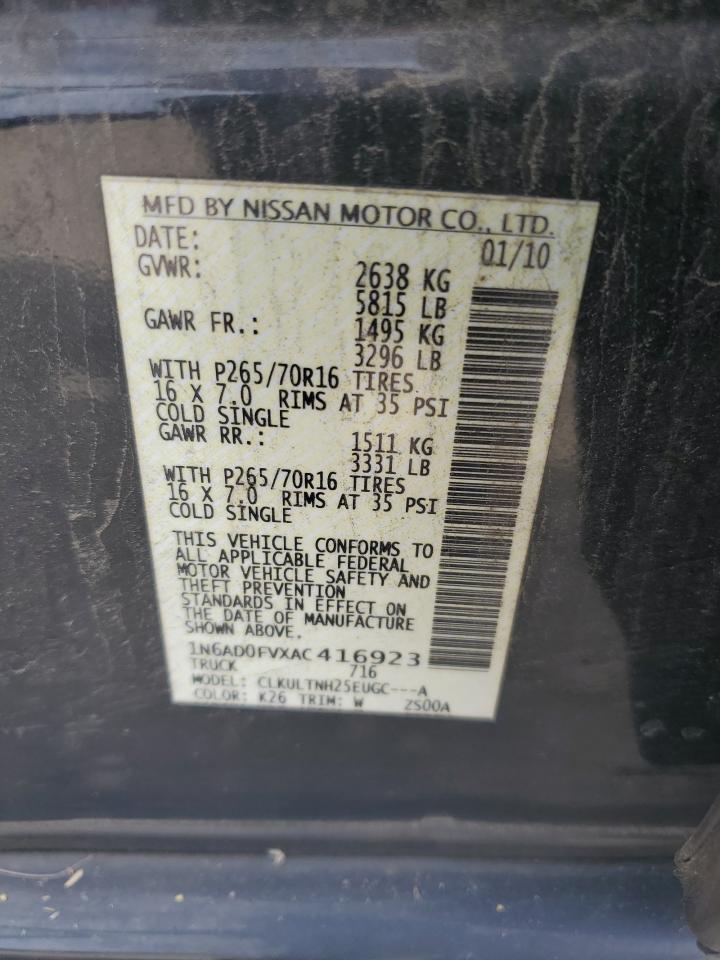 MFD BY NISSAN MOTOR CO., LTD.
DATE: 01/10
GVWR: 2638 KG
5815 LB
GAWR FR.: 1495 KG
3296 LB
WITH P265/70R16 TIRES
16 X 7.0 RIMS AT 35 PSI
COLD SINGLE
GAWR RR.: 1511 KG
3331 LB
WITH P265/70R16 TIRES
16 X 7.0 RIMS AT 35 PSI
COLD SINGLE
THIS VEHICLE CONFORMS TO
ALL APPLICABLE FEDERAL
MOTOR VEHICLE SAFETY AND
THEFT PREVENTION
STANDARDS IN EFFECT ON
THE DATE OF MANUFACTURE
SHOWN ABOVE.
1N6AD0FVXAC416923
TRUCK 716
MODEL: CLKULTNH25EUGC---A
COLOR: K26 TRIM: W 2S00A